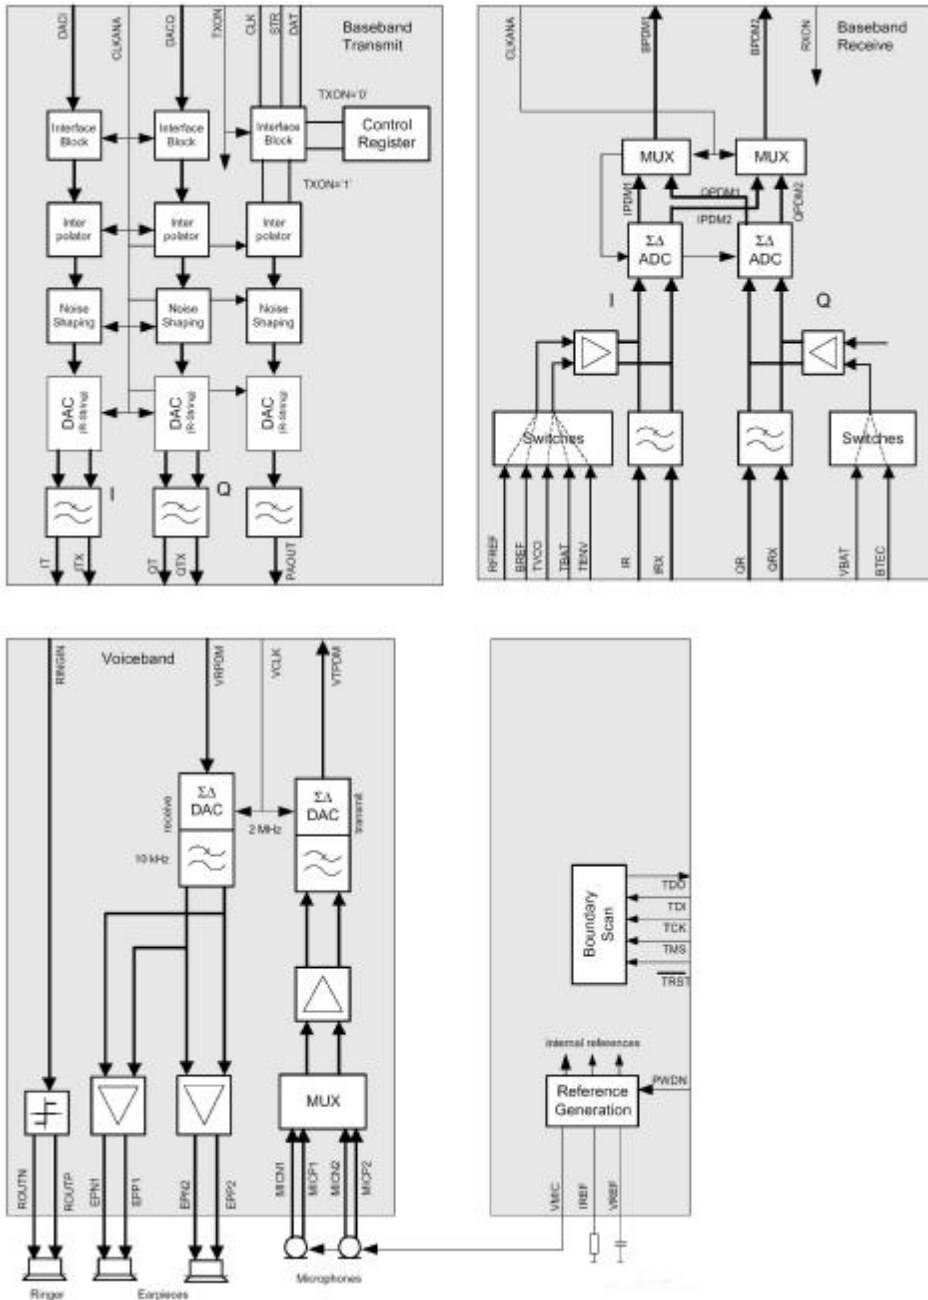 DACI
CLKANA
DACQ
TXON
CLK
STR
DAT
Baseband
Transmit
TXON='0'
Interface
Block
Interface
Block
Interface
Block
Control
Register
TXON='1'
Inter
polator
Inter
polator
Inter
polator
Noise
Shaping
Noise
Shaping
Noise
Shaping
DAC
(R-String)
DAC
(R-String)
DAC
(R-String)
I
Q
IT
ITX
QT
QTX
PAOUT
CLKANA
BPDM1
BPDM2
RXON
Baseband
Receive
MUX
MUX
IPDM1
QPDM1
IPDM2
QPDM2
ΣΔ
ADC
ΣΔ
ADC
I
Q
Switches
Switches
RFREF
BREF
TVCO
TBAT
TENV
IR
IRX
QR
QRX
VBAT
BTEC
RINGIN
Voiceband
VRPDM
VCLK
VTPDM
receive
ΣΔ
DAC
2 MHz
ΣΔ
DAC
transmit
10 kHz
MUX
ROUTN
ROUTP
EPN1
EPP1
EPN2
EPP2
MICN1
MICP1
MICN2
MICP2
Ringer
Earpieces
Microphones
Boundary
Scan
TDO
TDI
TCK
TMS
TRST
internal references
Reference
Generation
PWDN
VMIC
IREF
VREF